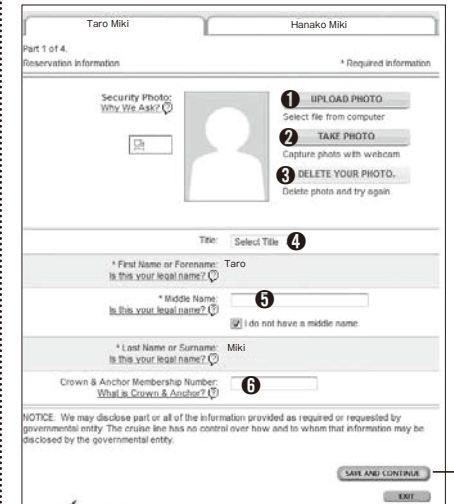 Taro Miki Hanako Miki
Part 1 of 4.
Reservation information * Required Information
Security Photo:
Why We Ask? ?
❶ UPLOAD PHOTO
Select file from computer
❷ TAKE PHOTO
Capture photo with webcam
❸ DELETE YOUR PHOTO.
Delete photo and try again
Title: Select Title ❹
* First Name or Forename: Taro
Is this your legal name? ?
* Middle Name: ❺
Is this your legal name? ?
I do not have a middle name
* Last Name or Surname: Miki
Is this your legal name? ?
Crown & Anchor Membership Number: ❻
What is Crown & Anchor? ?
NOTICE: We may disclose part or all of the information provided as required or requested by
governmental entity. The cruise line has no control over how and to whom that information may be
disclosed by the governmental entity.
SAVE AND CONTINUE
EXIT